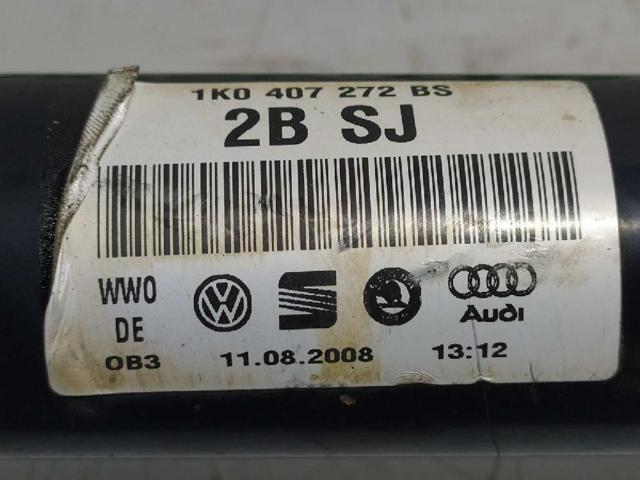 1K0 407 272 BS
2B SJ
WWO
DE
Audi
OB3 11.08.2008 13:12